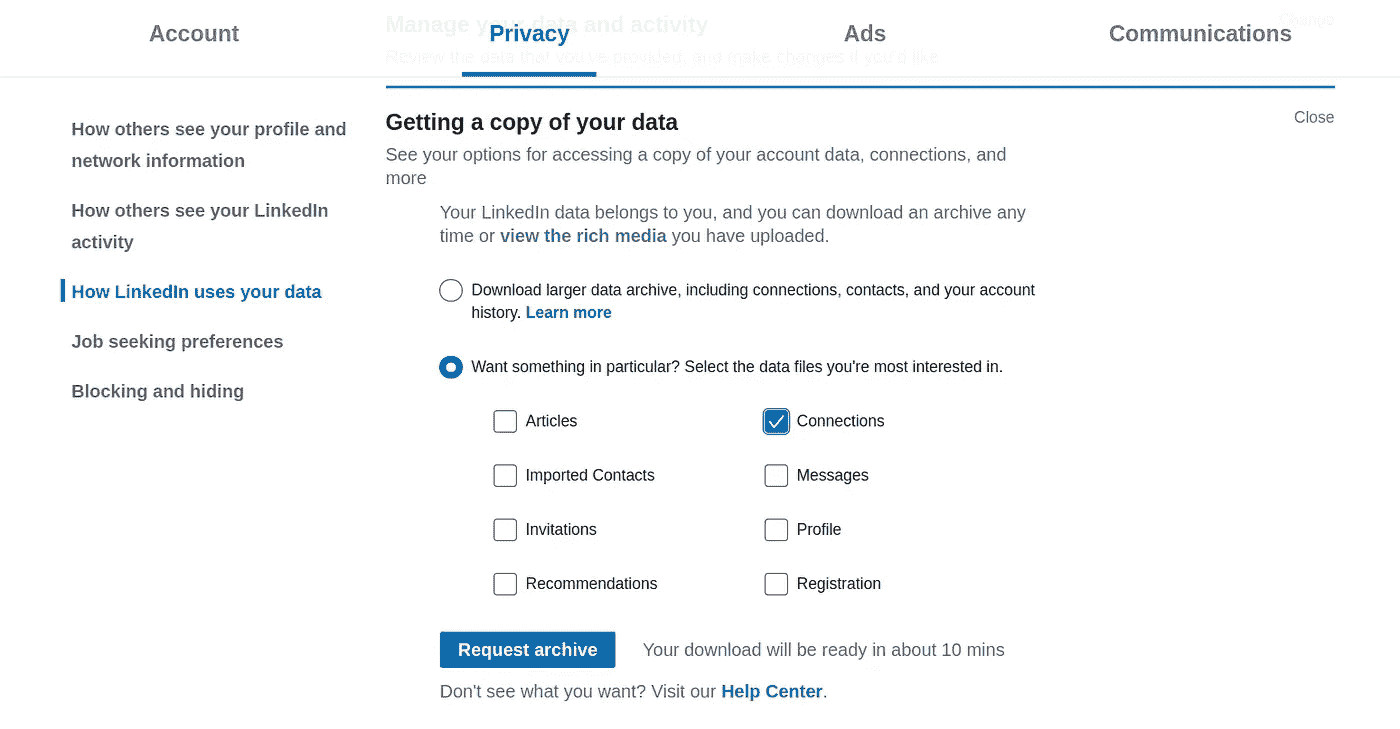 Manage your data and activity
Change
Account
Privacy
Ads
Communications
Review the data that you've provided, and make changes if you'd like
How others see your profile and
network information
How others see your LinkedIn
activity
How LinkedIn uses your data
Job seeking preferences
Blocking and hiding
Getting a copy of your data
Close
See your options for accessing a copy of your account data, connections, and
more
Your LinkedIn data belongs to you, and you can download an archive any
time or view the rich media you have uploaded.
Download larger data archive, including connections, contacts, and your account
history. Learn more
Want something in particular? Select the data files you're most interested in.
Articles
Connections
Imported Contacts
Messages
Invitations
Profile
Recommendations
Registration
Request archive
Your download will be ready in about 10 mins
Don't see what you want? Visit our Help Center.